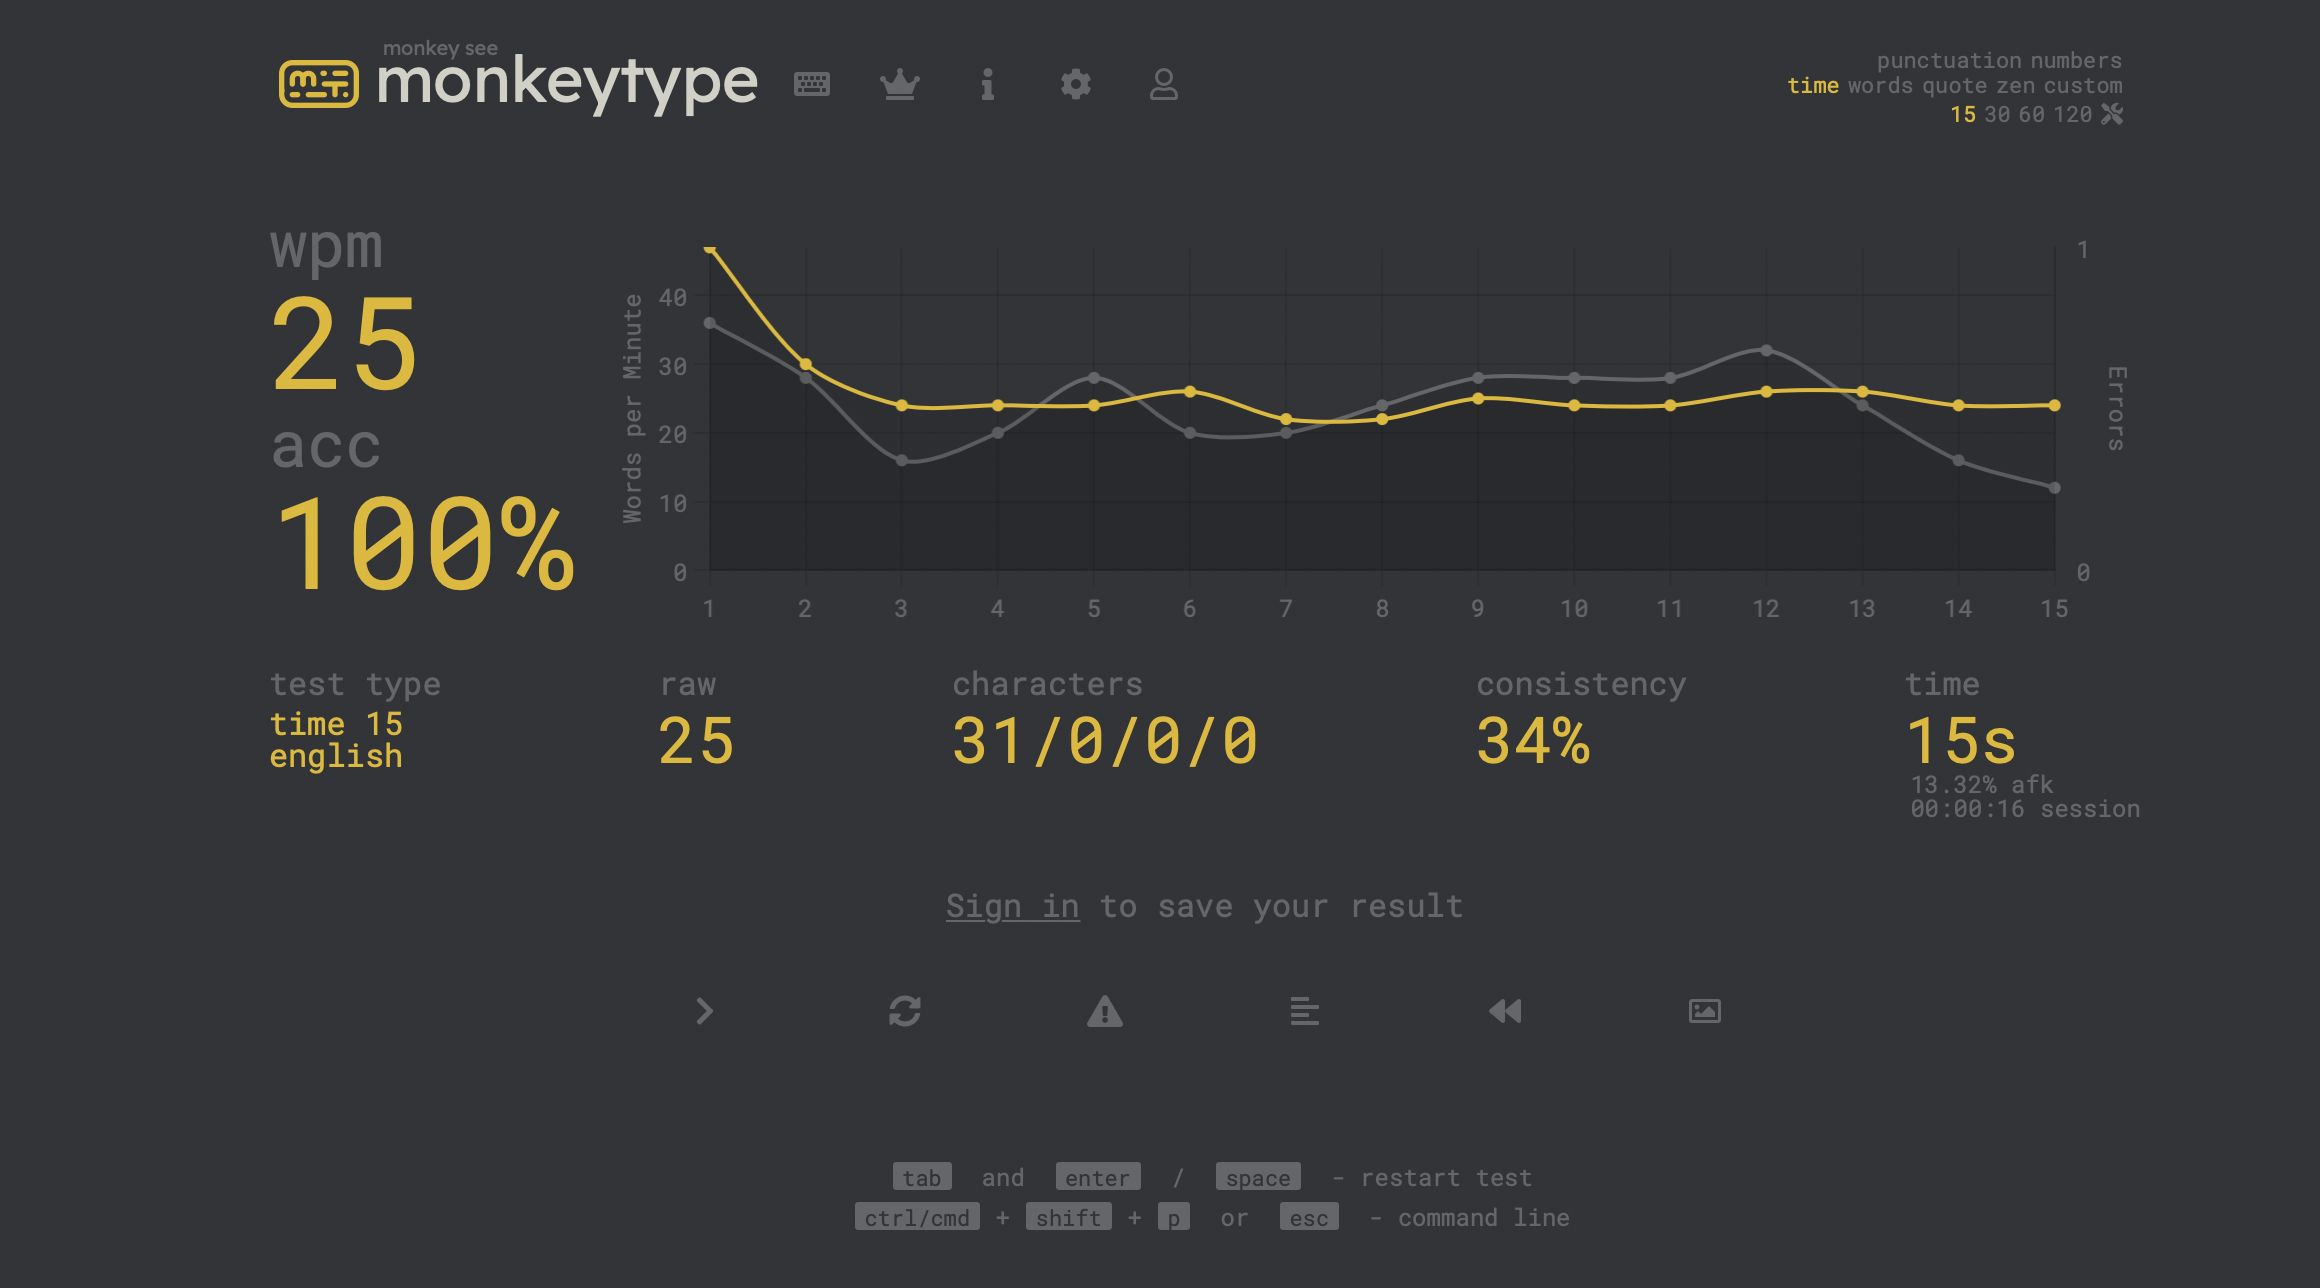 monkey see
monkeytype
punctuation numbers
time words quote zen custom
15 30 60 120
wpm
25
acc
100%
Words per Minute
40
30
20
10
0
1
0
Errors
1 2 3 4 5 6 7 8 9 10 11 12 13 14 15
test type
time 15
english
raw
25
characters
31/0/0/0
consistency
34%
time
15s
13.32% afk
00:00:16 session
Sign in to save your result
tab and enter / space - restart test
ctrl/cmd + shift + p or esc - command line